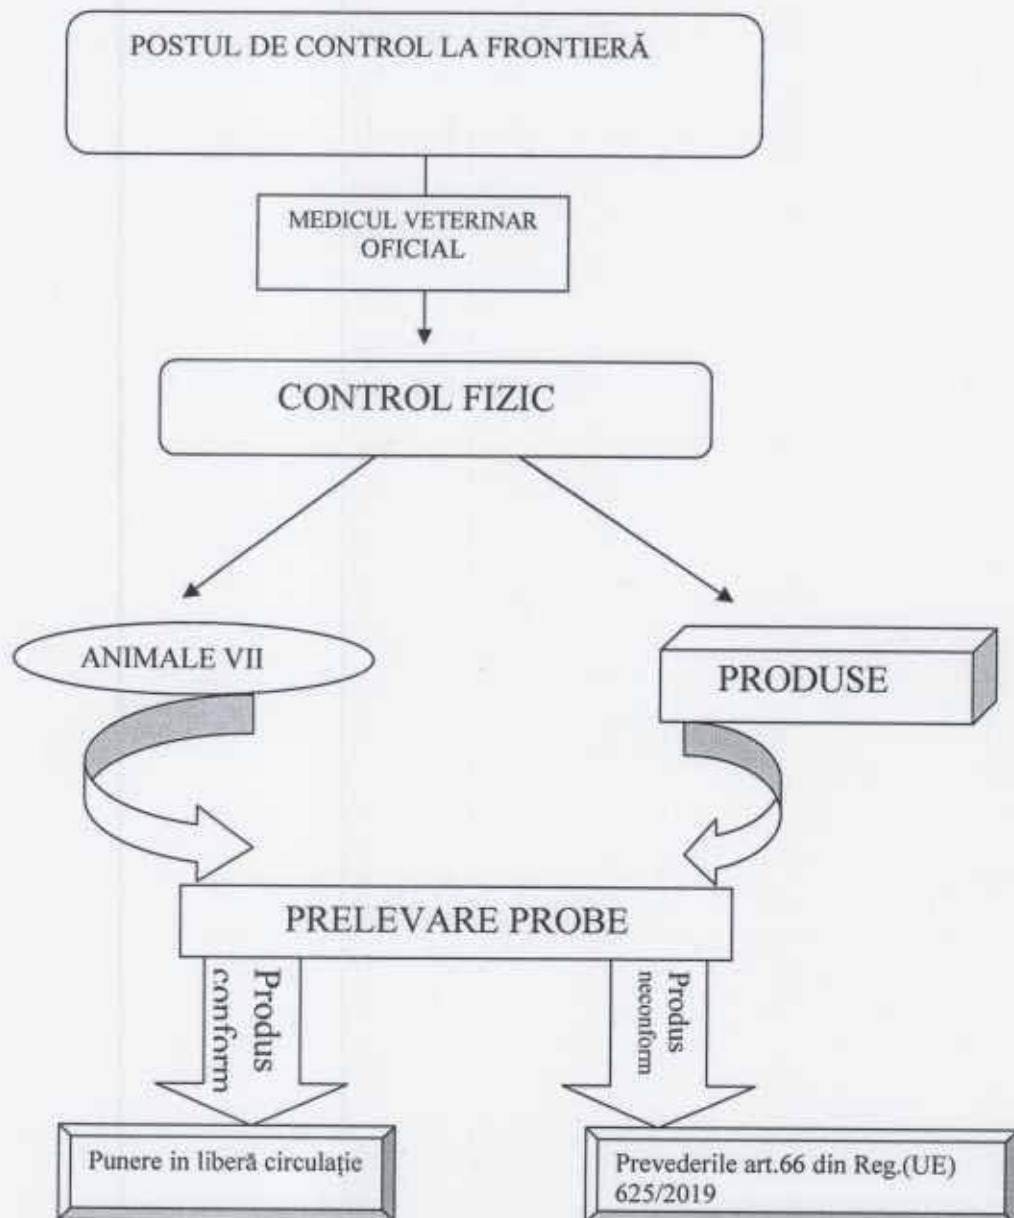 POSTUL DE CONTROL LA FRONTIERĂ
MEDICUL VETERINAR
OFICIAL
CONTROL FIZIC
ANIMALE VII
PRODUSE
PRELEVARE PROBE
Produs
conform
Produs
neconform
Punere in liberă circulație
Prevederile art.66 din Reg.(UE)
625/2019